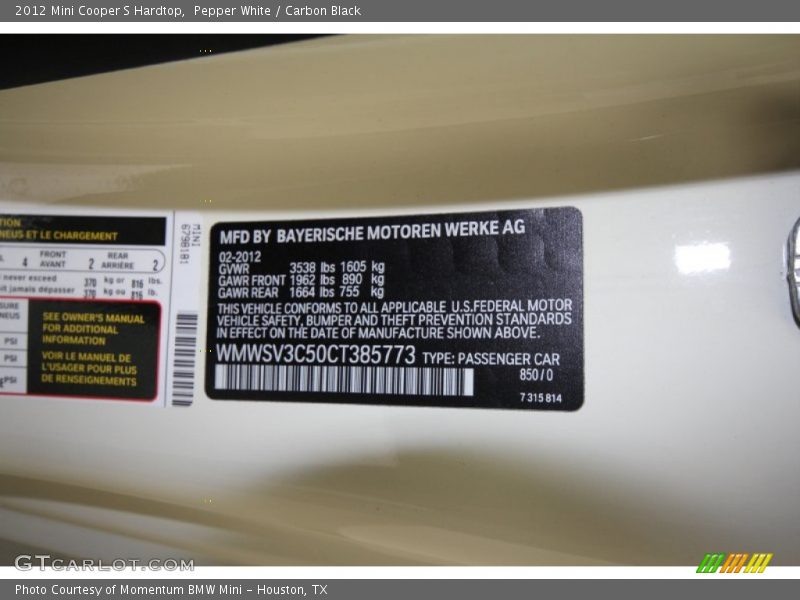 2012 Mini Cooper S Hardtop,  Pepper White / Carbon Black
TION
NEUS ET LE CHARGEMENT
4 FRONT AVANT 2 REAR ARRIÈRE 2
never exceed 370 kg or 816 lbs.
it jamais dépasser 370 kg ou 816 lb.
SURE
NEUS
PSI
PSI
PSI
SEE OWNER'S MANUAL
FOR ADDITIONAL
INFORMATION
VOIR LE MANUEL DE
L'USAGER POUR PLUS
DE RENSEIGNEMENTS
MINI
6798181
MFD BY BAYERISCHE MOTOREN WERKE AG
02-2012
GVWR 3538 lbs 1605 kg
GAWR FRONT 1962 lbs 890 kg
GAWR REAR 1664 lbs 755 kg
THIS VEHICLE CONFORMS TO ALL APPLICABLE U.S.FEDERAL MOTOR
VEHICLE SAFETY, BUMPER AND THEFT PREVENTION STANDARDS
IN EFFECT ON THE DATE OF MANUFACTURE SHOWN ABOVE.
WMWSV3C50CT385773 TYPE: PASSENGER CAR
850/0
7 315 814
GTCARLOT.COM
Photo Courtesy of Momentum BMW Mini - Houston, TX